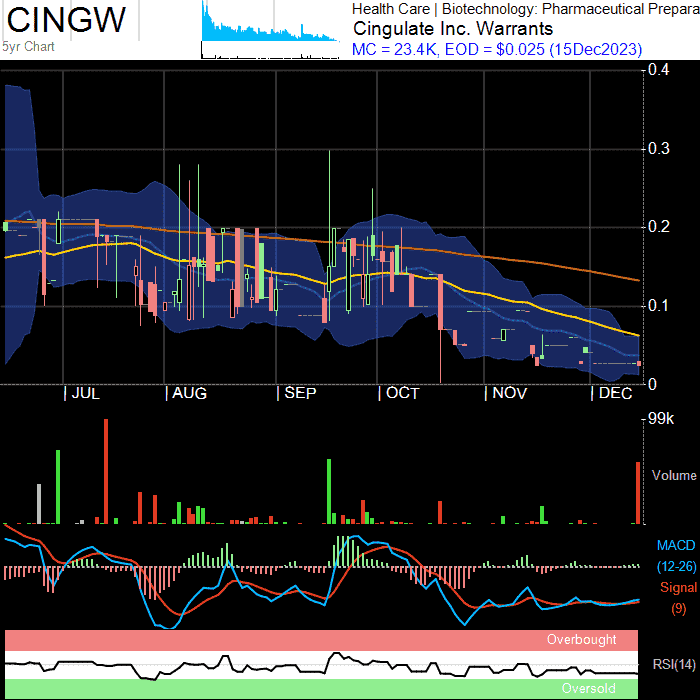 CINGW
5yr Chart
Health Care | Biotechnology: Pharmaceutical Prepara
Cingulate Inc. Warrants
MC = 23.4K, EOD = $0.025 (15Dec2023)
0.4
0.3
0.2
0.1
0
| JUL | AUG | SEP | OCT | NOV | DEC
99k
Volume
MACD
(12-26)
Signal
(9)
Overbought
RSI(14)
Oversold